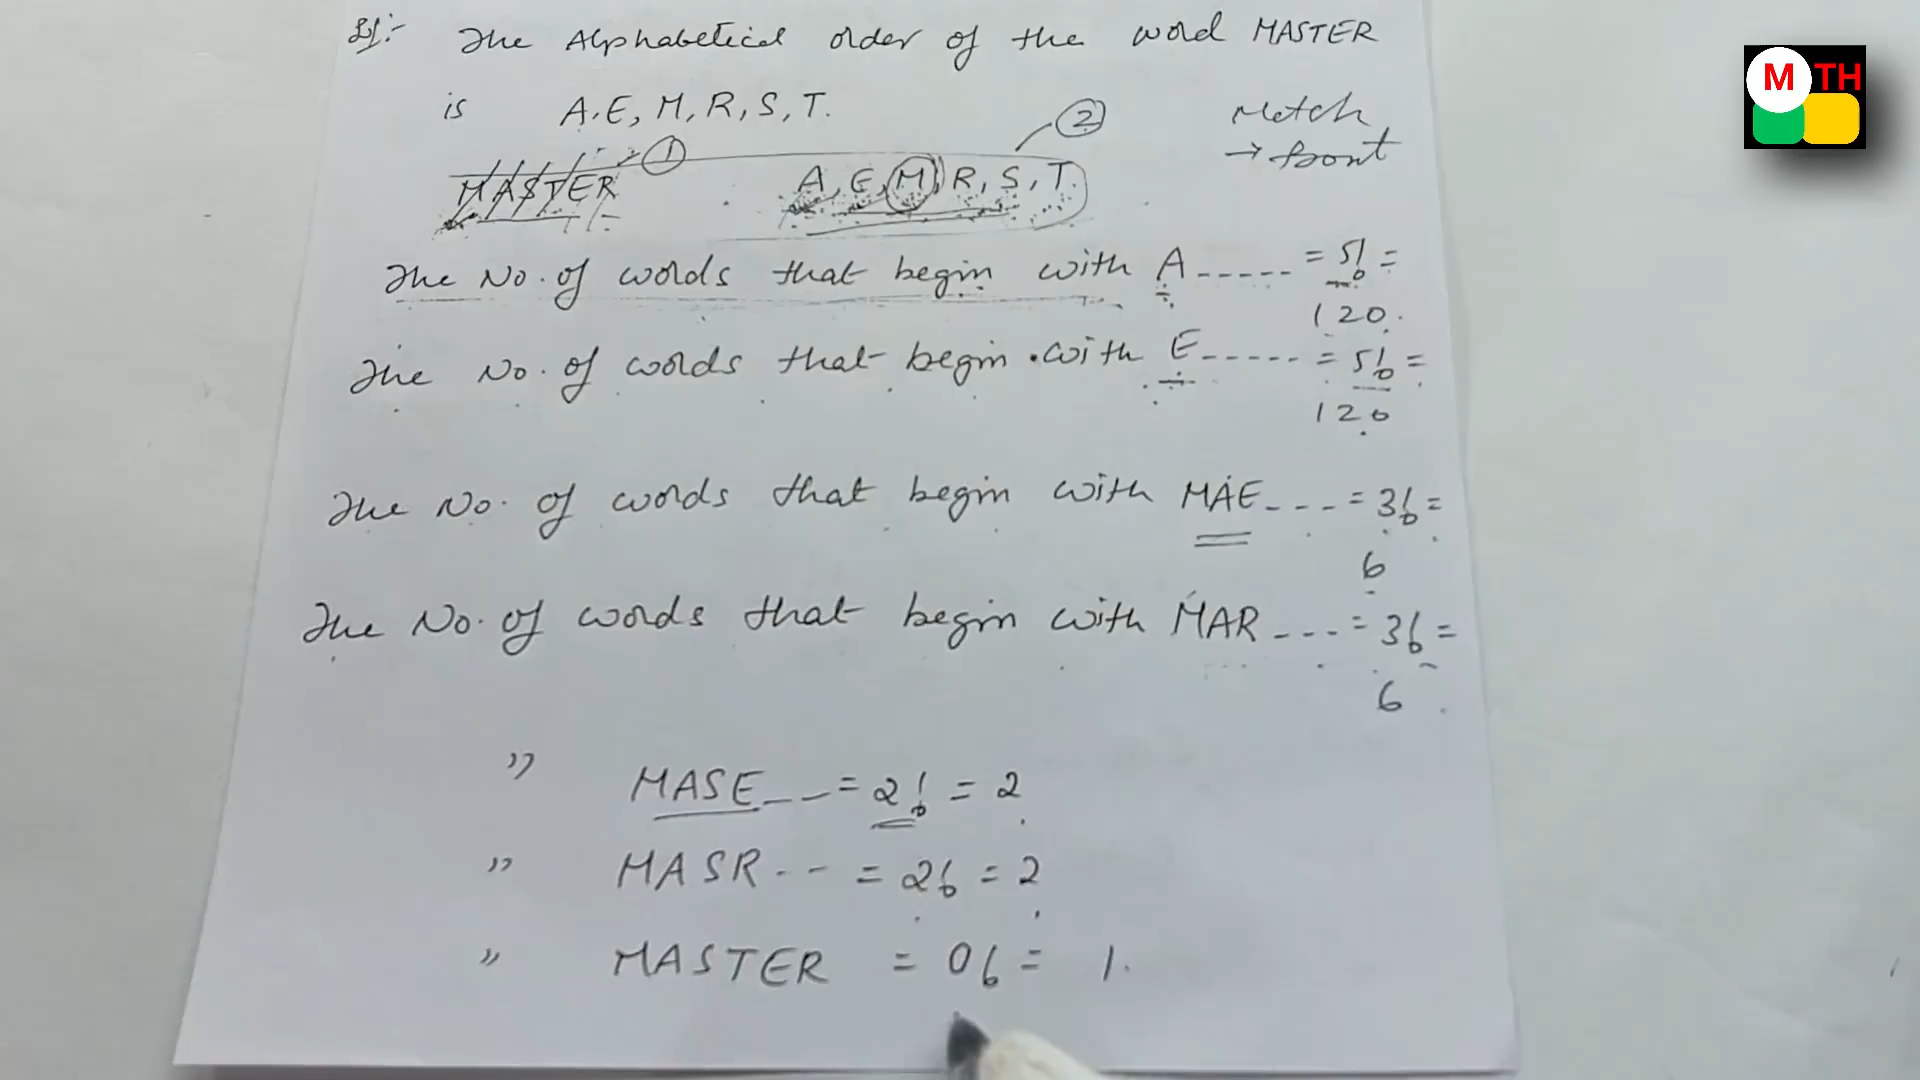 Sol:- The Alphabetical order of the word MASTER
is A, E, M, R, S, T.
Match
→ front
MASTER ①
A, E, M, R, S, T. ②
The No. of words that begin with A ----- = 5! =
120.
The No. of words that begin with E ----- = 5! =
120
The No. of words that begin with MAE --- = 3! =
6
The No. of words that begin with MAR --- = 3! =
6
" MASE -- = 2! = 2
" MASR -- = 2! = 2
" MASTER = 0! = 1.
M TH